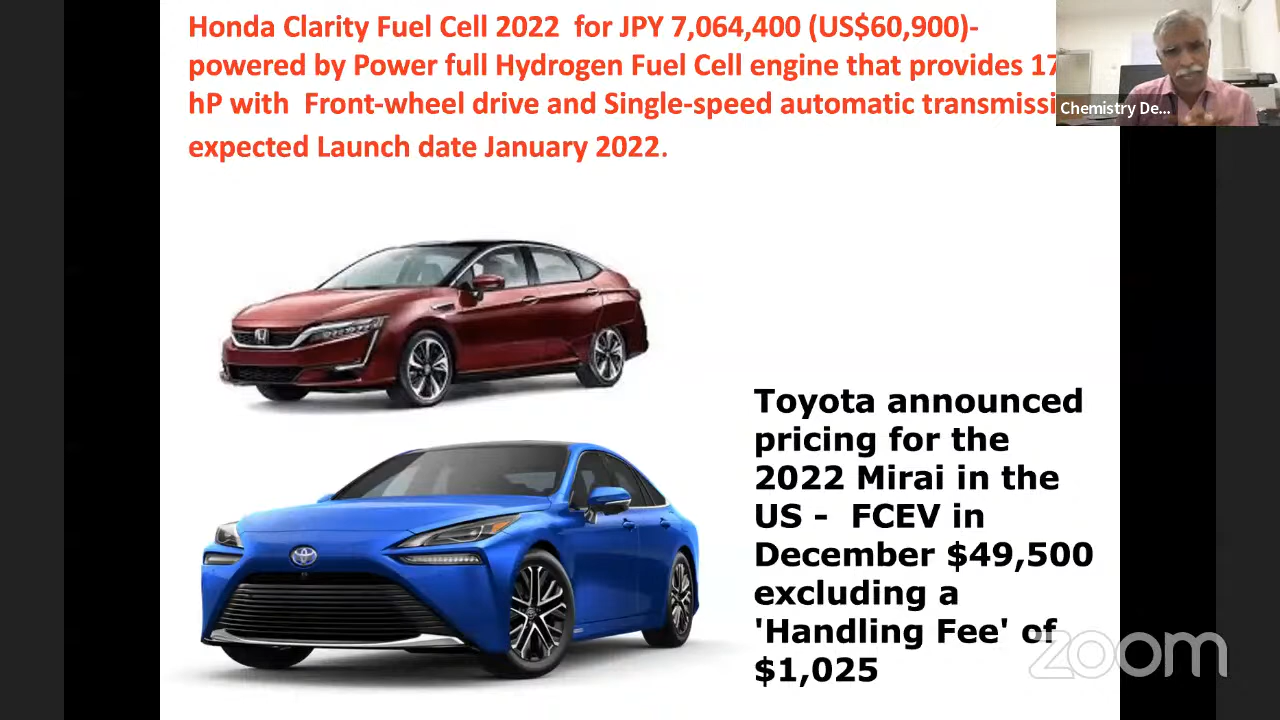 Honda Clarity Fuel Cell 2022 for JPY 7,064,400 (US$60,900)-
powered by Power full Hydrogen Fuel Cell engine that provides 17
hP with Front-wheel drive and Single-speed automatic transmissi
expected Launch date January 2022.
Chemistry De...
Toyota announced
pricing for the
2022 Mirai in the
US - FCEV in
December $49,500
excluding a
'Handling Fee' of
$1,025
zoom